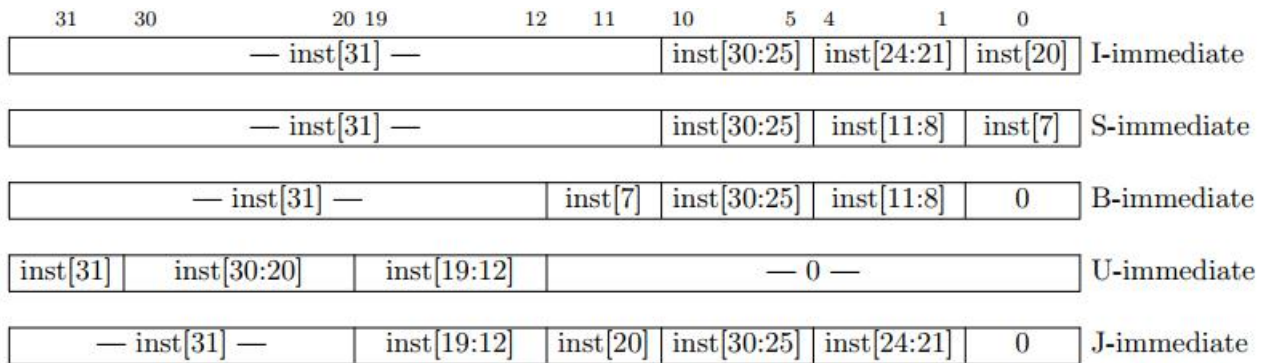 31 30 20 19 12 11 10 5 4 1 0
— inst[31] — inst[30:25] inst[24:21] inst[20] I-immediate
— inst[31] — inst[30:25] inst[11:8] inst[7] S-immediate
— inst[31] — inst[7] inst[30:25] inst[11:8] 0 B-immediate
inst[31] inst[30:20] inst[19:12] — 0 — U-immediate
— inst[31] — inst[19:12] inst[20] inst[30:25] inst[24:21] 0 J-immediate